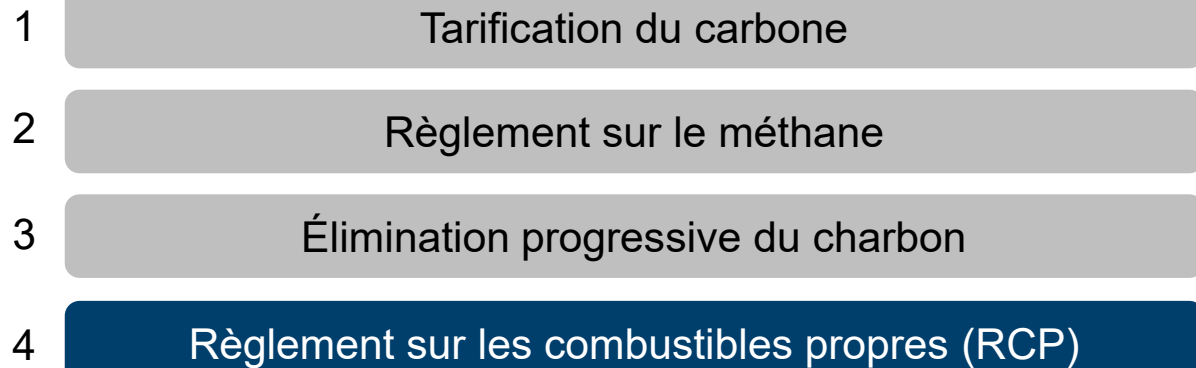 1 Tarification du carbone
2 Règlement sur le méthane
3 Élimination progressive du charbon
4 Règlement sur les combustibles propres (RCP)